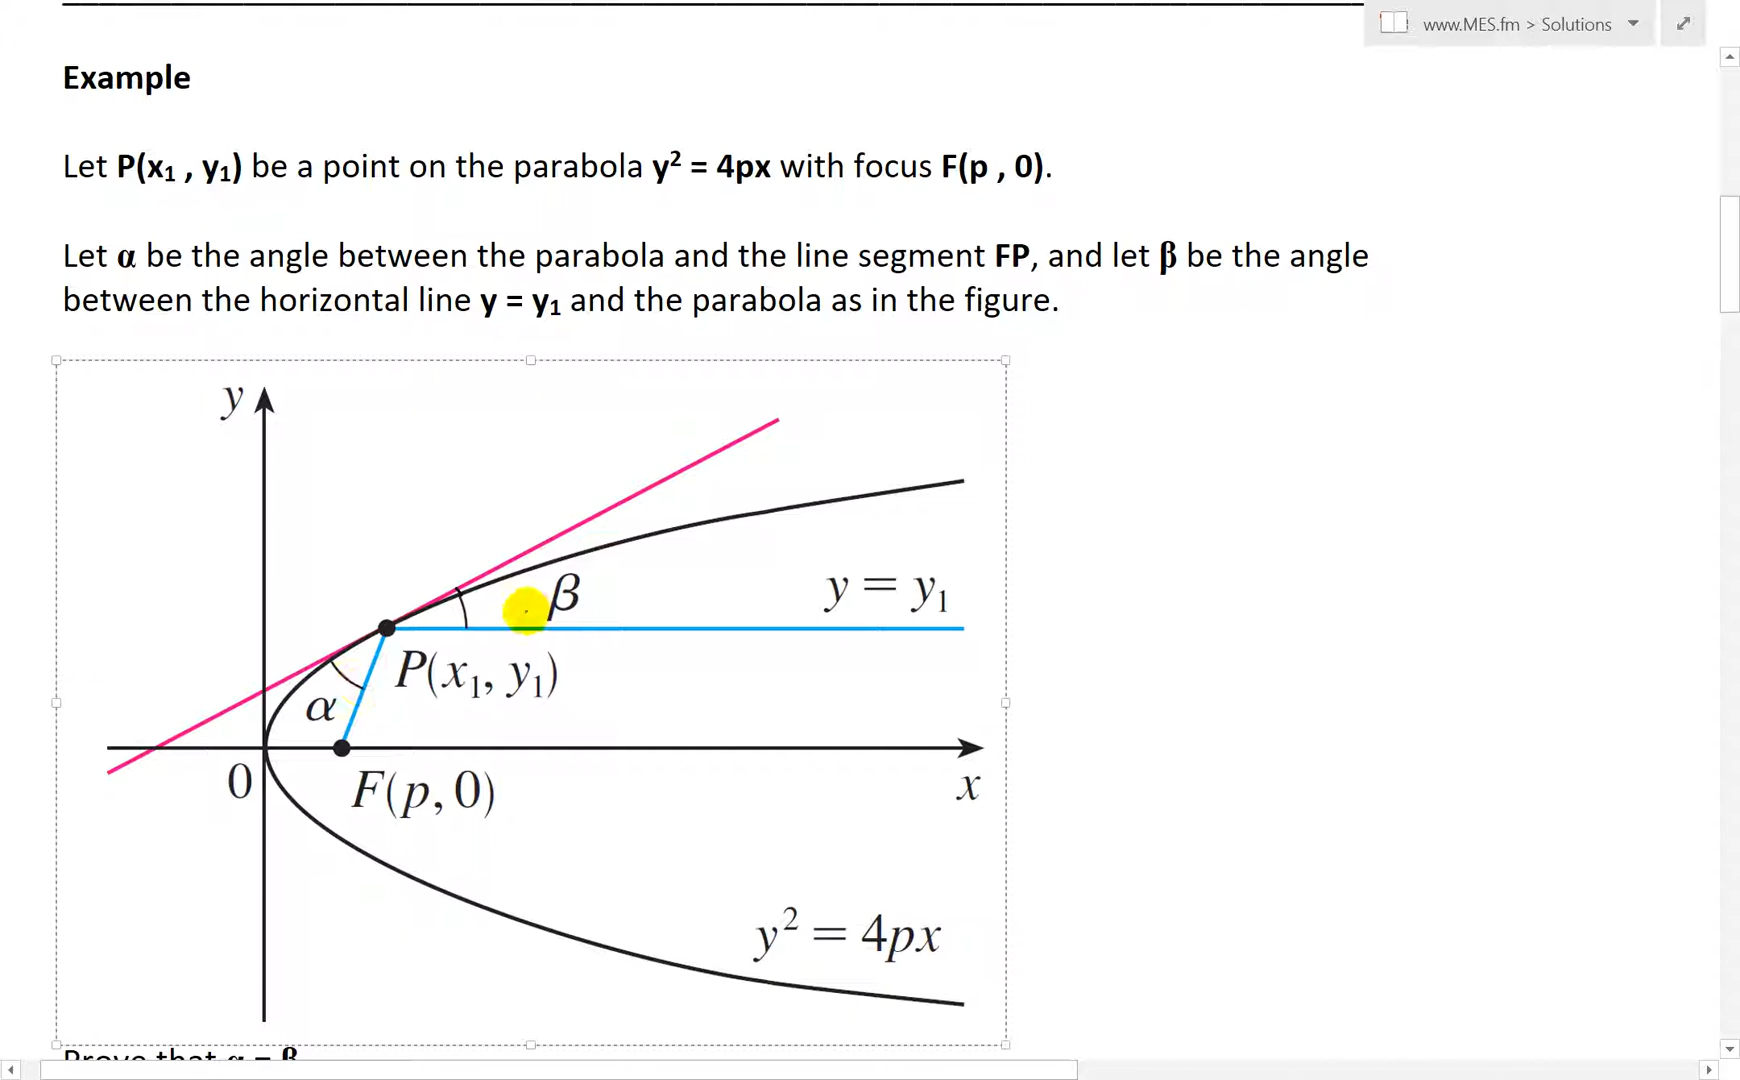 www.MES.fm > Solutions
Example
Let P(x₁ , y₁) be a point on the parabola y² = 4px with focus F(p , 0).
Let α be the angle between the parabola and the line segment FP, and let β be the angle
between the horizontal line y = y₁ and the parabola as in the figure.
y
β
y = y₁
P(x₁, y₁)
α
0
F(p, 0)
x
y² = 4px
Prove that α = β